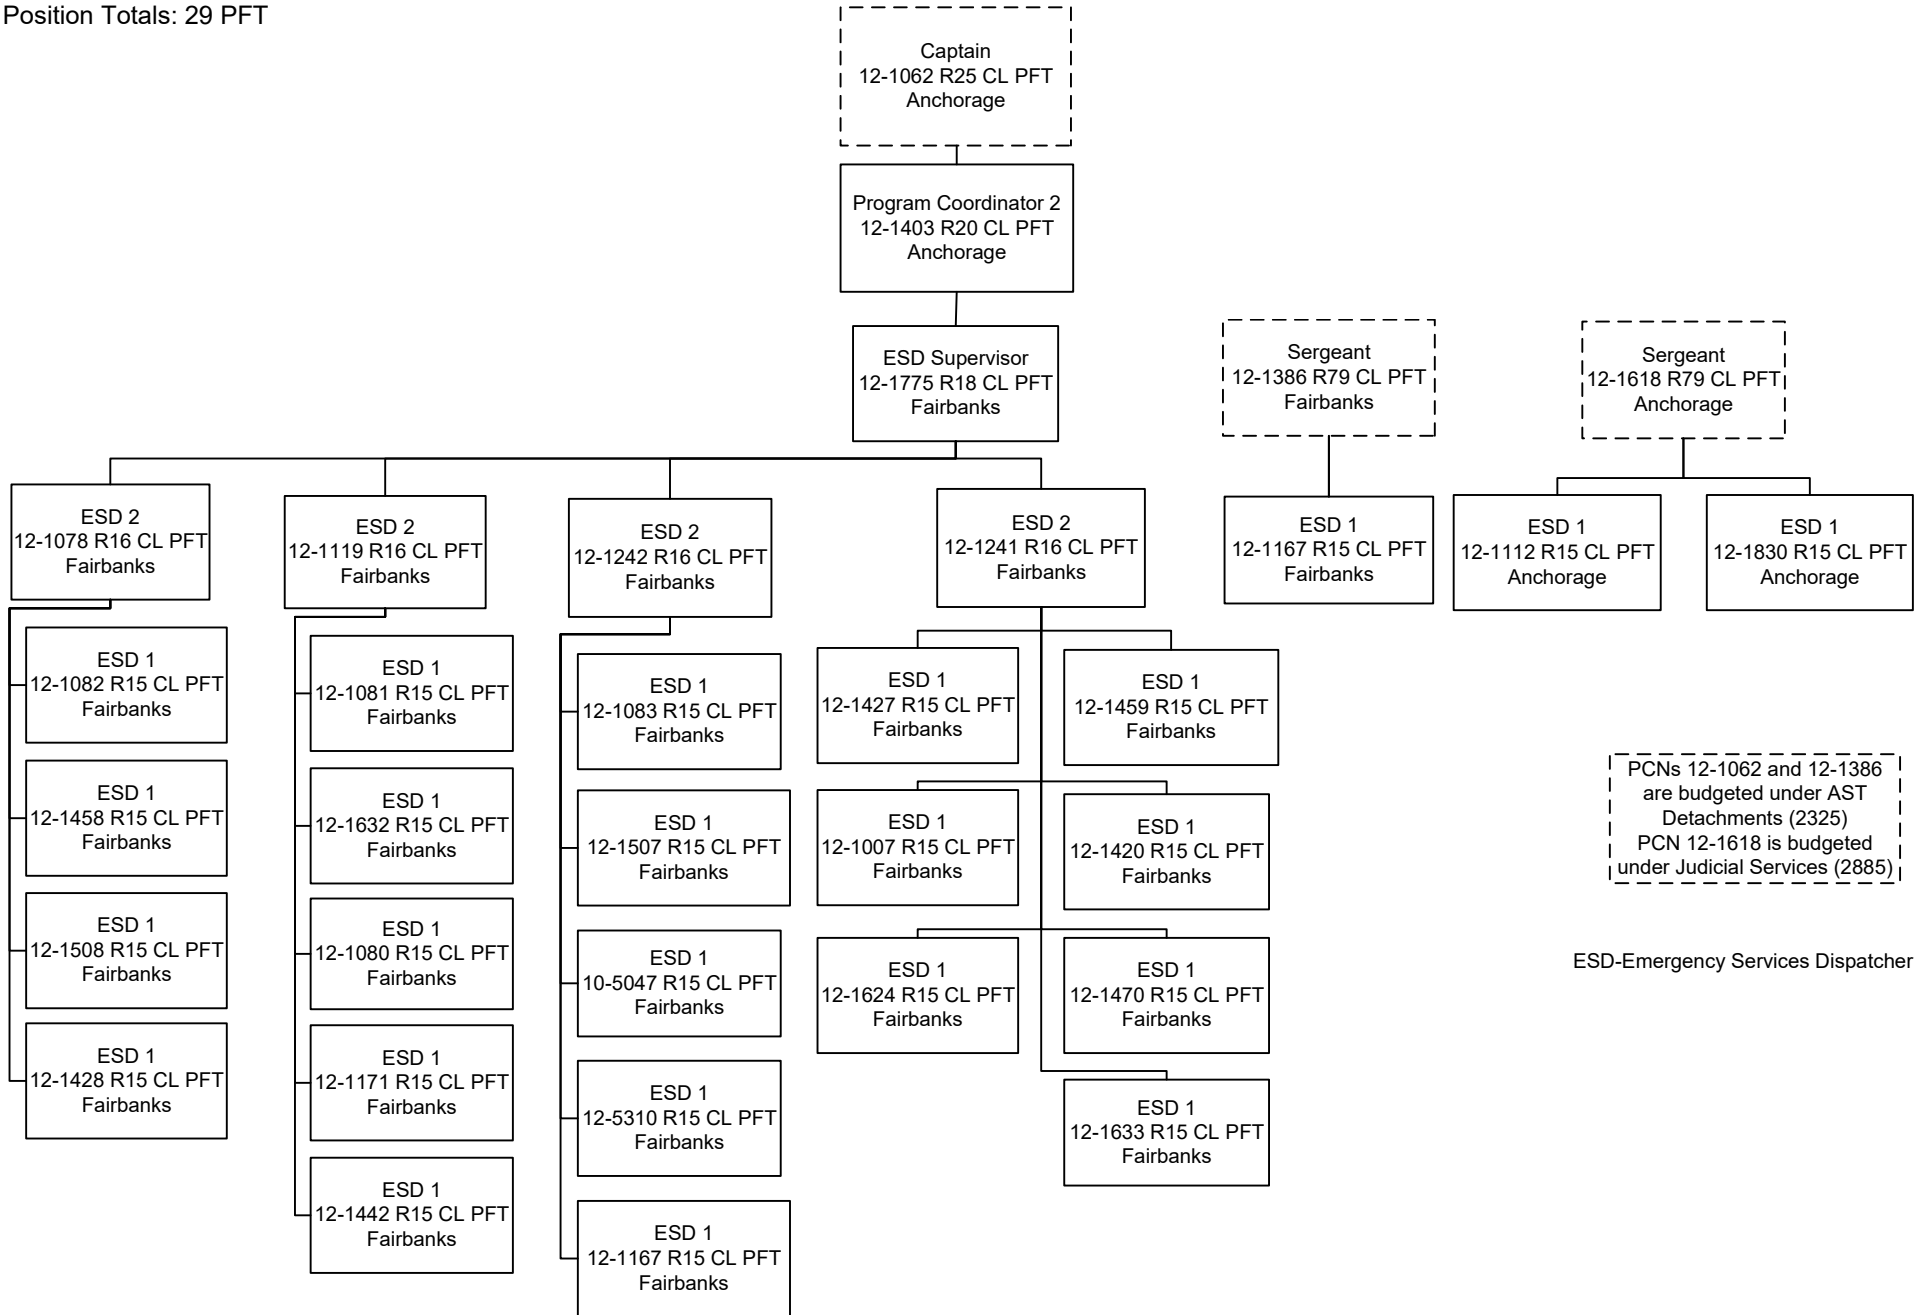 Position Totals: 29 PFT
Captain
12-1062 R25 CL PFT
Anchorage
Program Coordinator 2
12-1403 R20 CL PFT
Anchorage
ESD Supervisor
12-1775 R18 CL PFT
Fairbanks
Sergeant
12-1386 R79 CL PFT
Fairbanks
Sergeant
12-1618 R79 CL PFT
Anchorage
ESD 2
12-1078 R16 CL PFT
Fairbanks
ESD 2
12-1119 R16 CL PFT
Fairbanks
ESD 2
12-1242 R16 CL PFT
Fairbanks
ESD 2
12-1241 R16 CL PFT
Fairbanks
ESD 1
12-1167 R15 CL PFT
Fairbanks
ESD 1
12-1112 R15 CL PFT
Anchorage
ESD 1
12-1830 R15 CL PFT
Anchorage
ESD 1
12-1082 R15 CL PFT
Fairbanks
ESD 1
12-1458 R15 CL PFT
Fairbanks
ESD 1
12-1508 R15 CL PFT
Fairbanks
ESD 1
12-1428 R15 CL PFT
Fairbanks
ESD 1
12-1081 R15 CL PFT
Fairbanks
ESD 1
12-1632 R15 CL PFT
Fairbanks
ESD 1
12-1080 R15 CL PFT
Fairbanks
ESD 1
12-1171 R15 CL PFT
Fairbanks
ESD 1
12-1442 R15 CL PFT
Fairbanks
ESD 1
12-1083 R15 CL PFT
Fairbanks
ESD 1
12-1507 R15 CL PFT
Fairbanks
ESD 1
10-5047 R15 CL PFT
Fairbanks
ESD 1
12-5310 R15 CL PFT
Fairbanks
ESD 1
12-1167 R15 CL PFT
Fairbanks
ESD 1
12-1427 R15 CL PFT
Fairbanks
ESD 1
12-1459 R15 CL PFT
Fairbanks
ESD 1
12-1007 R15 CL PFT
Fairbanks
ESD 1
12-1420 R15 CL PFT
Fairbanks
ESD 1
12-1624 R15 CL PFT
Fairbanks
ESD 1
12-1470 R15 CL PFT
Fairbanks
ESD 1
12-1633 R15 CL PFT
Fairbanks
PCNs 12-1062 and 12-1386
are budgeted under AST
Detachments (2325)
PCN 12-1618 is budgeted
under Judicial Services (2885)
ESD-Emergency Services Dispatcher